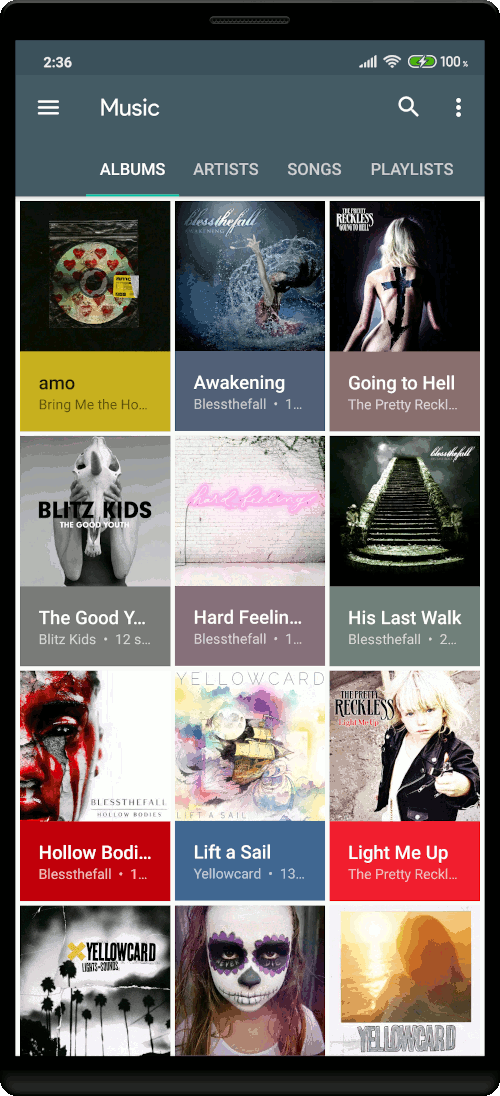 2:36
100 %
Music
ALBUMS ARTISTS SONGS PLAYLISTS
blessthefall
AWAKENING
THE PRETTY
RECKLESS
GOING TO HELL
amo
Bring Me the Ho...
Awakening
Blessthefall • 1...
Going to Hell
The Pretty Reckl...
BLITZ KIDS
THE GOOD YOUTH
hard feelings
blessthefall
The Good Y...
Blitz Kids • 12 s...
Hard Feelin...
Blessthefall • 1...
His Last Walk
Blessthefall • 2...
BLESSTHEFALL
HOLLOW BODIES
YELLOWCARD
LIFT A SAIL
THE PRETTY
RECKLESS
Light Me Up
Hollow Bodi...
Blessthefall • 1...
Lift a Sail
Yellowcard • 13...
Light Me Up
The Pretty Reckl...
YELLOWCARD
LIGHTS AND SOUNDS.
YELLOWCARD